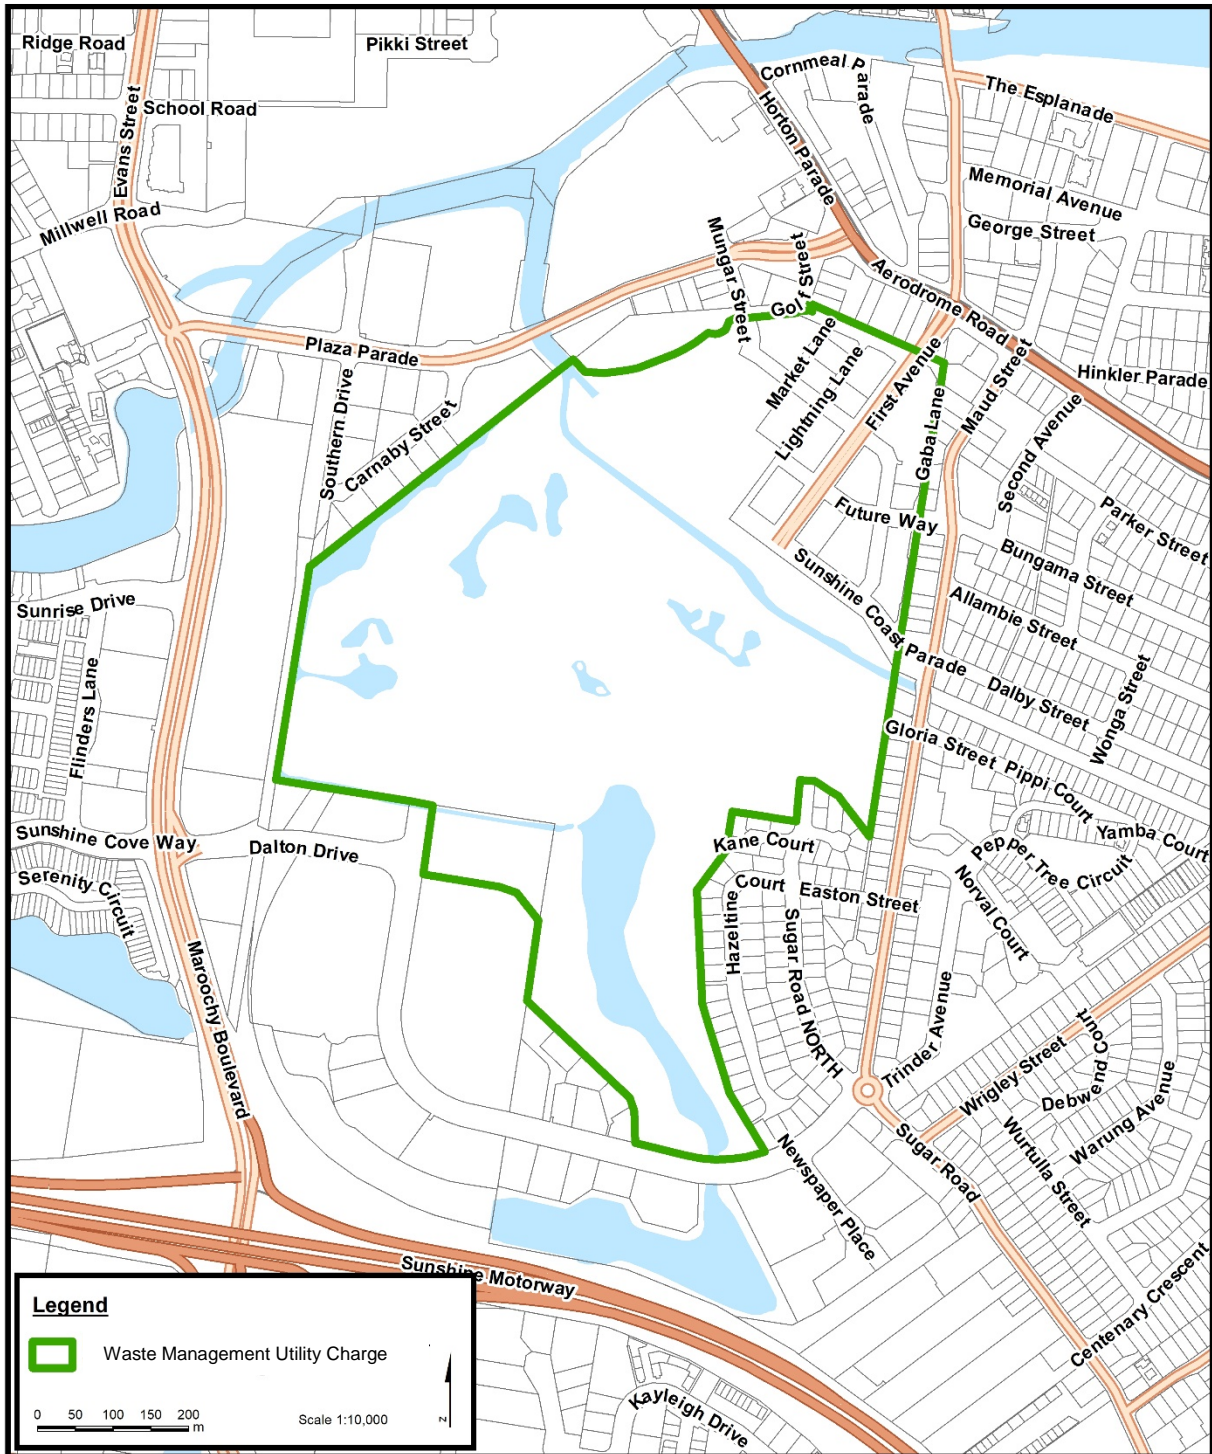 Ridge Road
Pikki Street
School Road
Evans Street
Millwell Road
Cornmeal Parade
Horton Parade
The Esplanade
Memorial Avenue
George Street
Mungar Street
Golf Street
Aerodrome Road
Plaza Parade
Southern Drive
Carnaby Street
Market Lane
Lightning Lane
First Avenue
Gaba Lane
Maud Street
Hinkler Parade
Second Avenue
Parker Street
Future Way
Bungama Street
Allambie Street
Sunshine Coast Parade
Dalby Street
Wonga Street
Sunrise Drive
Flinders Lane
Gloria Street
Pippi Court
Yamba Court
Pepper Tree Circuit
Norval Court
Sunshine Cove Way
Dalton Drive
Serenity Circuit
Kane Court
Hazeltine Court
Easton Street
Sugar Road NORTH
Maroochy Boulevard
Trinder Avenue
Wrigley Street
Debwend Court
Warung Avenue
Wurtulla Street
Sugar Road
Newspaper Place
Centenary Crescent
Sunshine Motorway
Kayleigh Drive
Legend
Waste Management Utility Charge
0 50 100 150 200
m
Scale 1:10,000
z